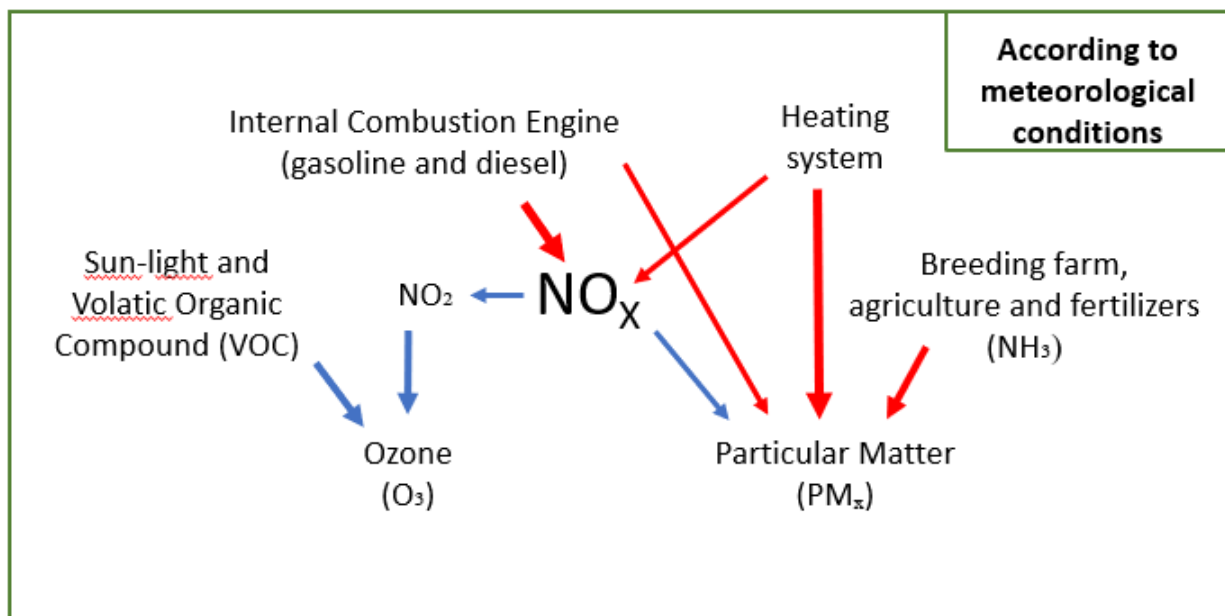 According to
meteorological
conditions
Internal Combustion Engine
(gasoline and diesel)
Heating
system
Sun-light and
Volatic Organic
Compound (VOC)
NO₂
NOX
Breeding farm,
agriculture and fertilizers
(NH₃)
Ozone
(O₃)
Particular Matter
(PMₓ)